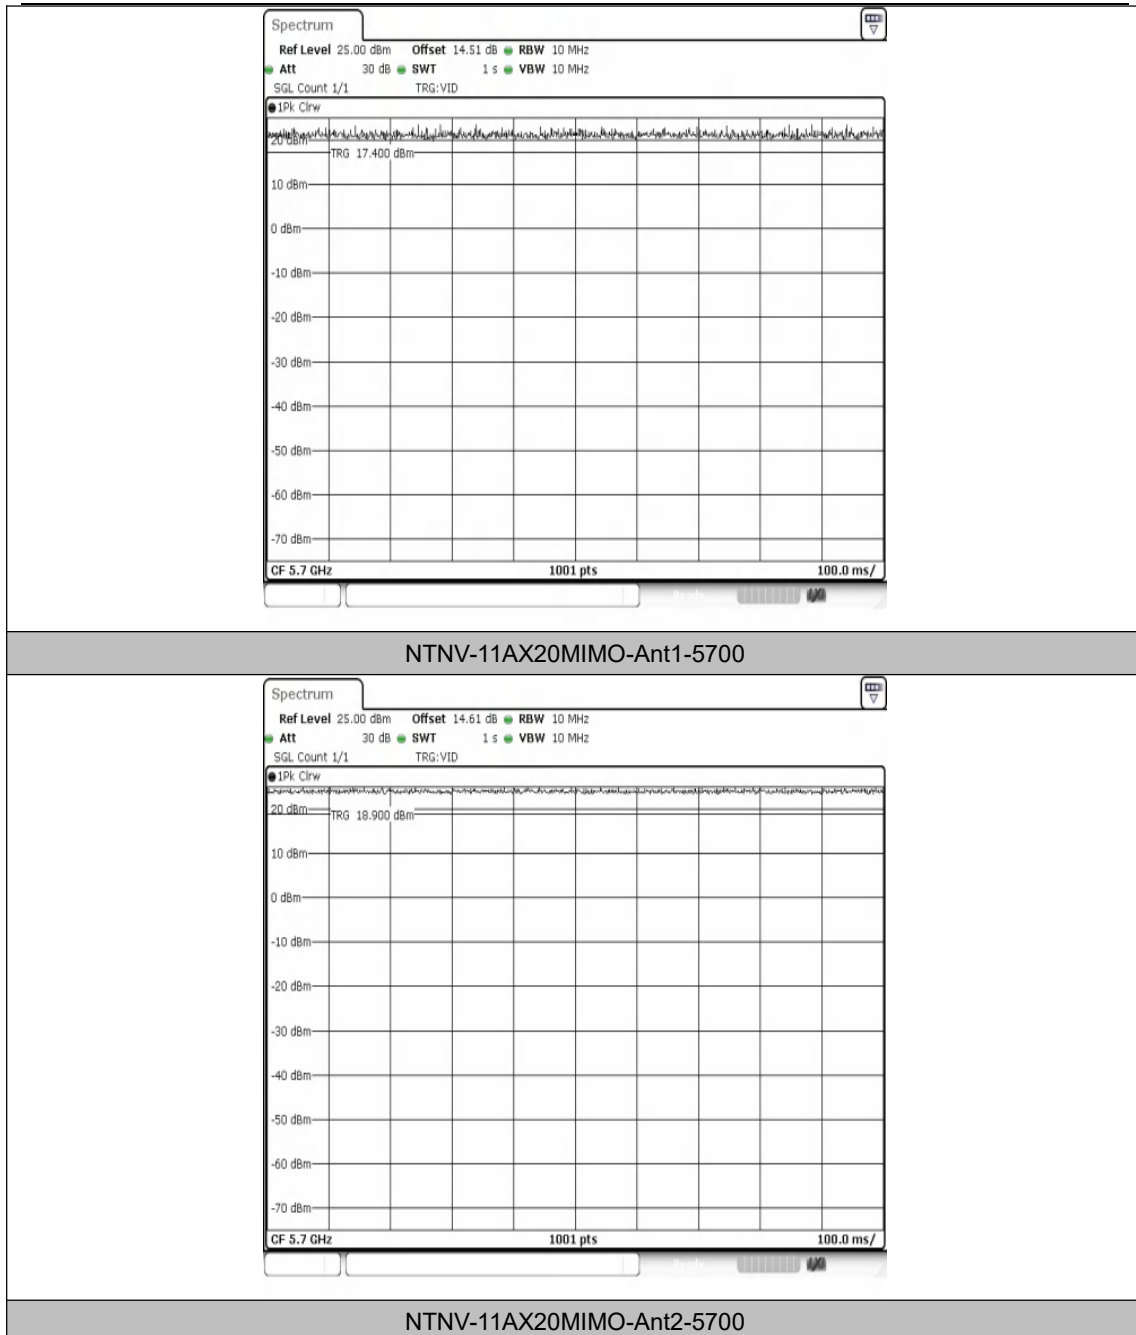 Spectrum
Ref Level 25.00 dBm Offset 14.51 dB RBW 10 MHz
Att 30 dB SWT 1 s VBW 10 MHz
SGL Count 1/1 TRG:VID
1Pk Clrw
20 dBm
TRG 17.400 dBm
10 dBm
0 dBm
-10 dBm
-20 dBm
-30 dBm
-40 dBm
-50 dBm
-60 dBm
-70 dBm
CF 5.7 GHz 1001 pts 100.0 ms/
Ready
NTNV-11AX20MIMO-Ant1-5700
Spectrum
Ref Level 25.00 dBm Offset 14.61 dB RBW 10 MHz
Att 30 dB SWT 1 s VBW 10 MHz
SGL Count 1/1 TRG:VID
1Pk Clrw
20 dBm
TRG 18.900 dBm
10 dBm
0 dBm
-10 dBm
-20 dBm
-30 dBm
-40 dBm
-50 dBm
-60 dBm
-70 dBm
CF 5.7 GHz 1001 pts 100.0 ms/
Ready
NTNV-11AX20MIMO-Ant2-5700